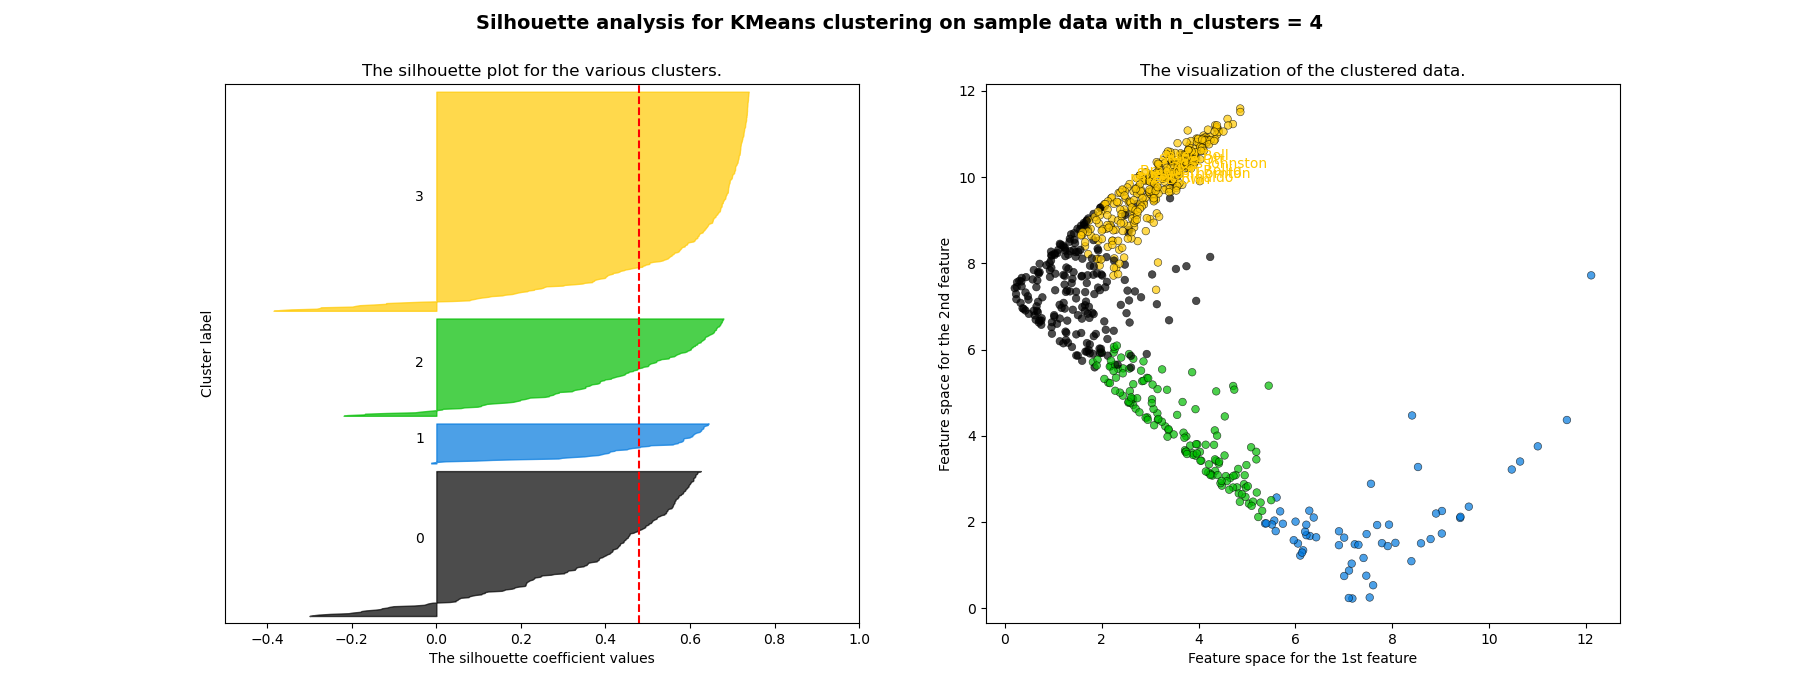 Silhouette analysis for KMeans clustering on sample data with n_clusters = 4
The silhouette plot for the various clusters.
3
2
1
0
Cluster label
−0.4 −0.2 0.0 0.2 0.4 0.6 0.8 1.0
The silhouette coefficient values
The visualization of the clustered data.
12
10
8
6
4
2
0
Feature space for the 2nd feature
0 2 4 6 8 10 12
Feature space for the 1st feature